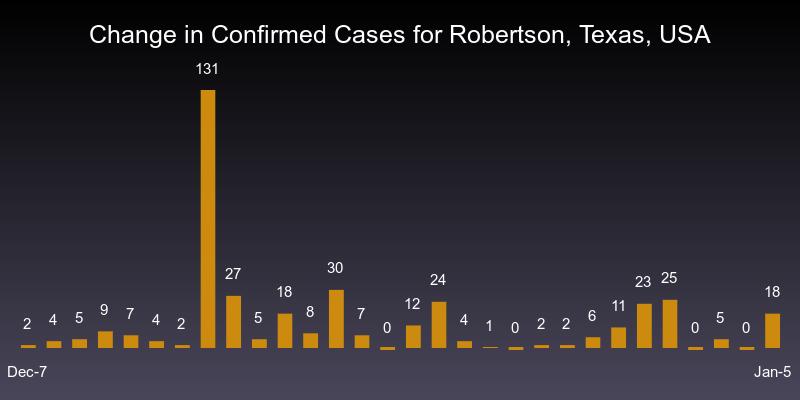 Change in Confirmed Cases for Robertson, Texas, USA
2 4 5 9 7 4 2 131 27 5 18 8 30 7 0 12 24 4 1 0 2 2 6 11 23 25 0 5 0 18
Dec-7 Jan-5